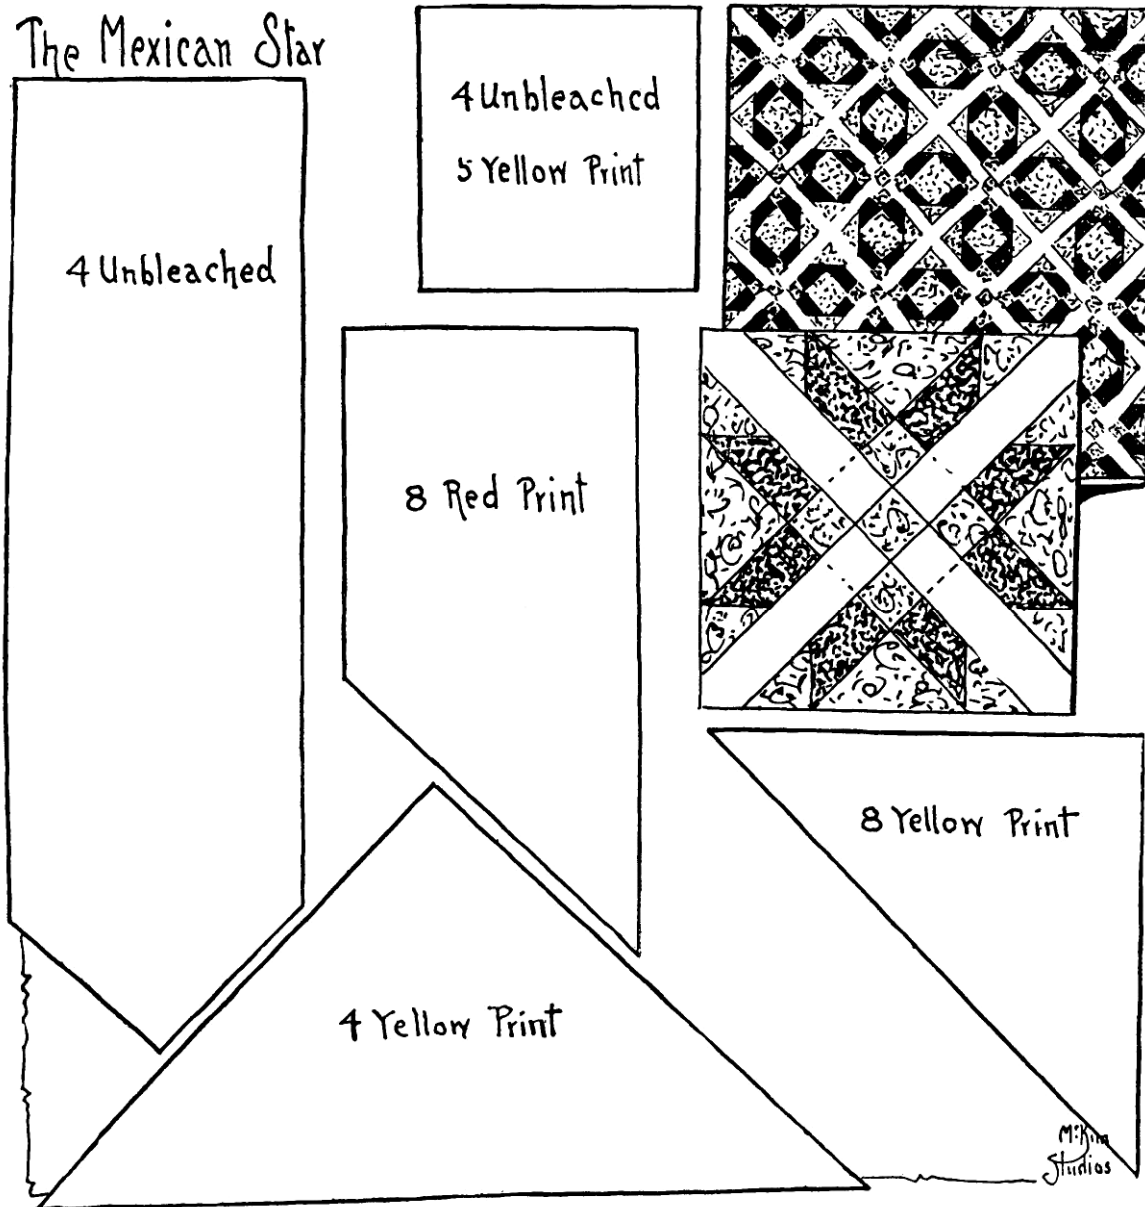 The Mexican Star
4 Unbleached
4 Unbleached
5 Yellow Print
8 Red Print
8 Yellow Print
4 Yellow Print
McKim
Studios